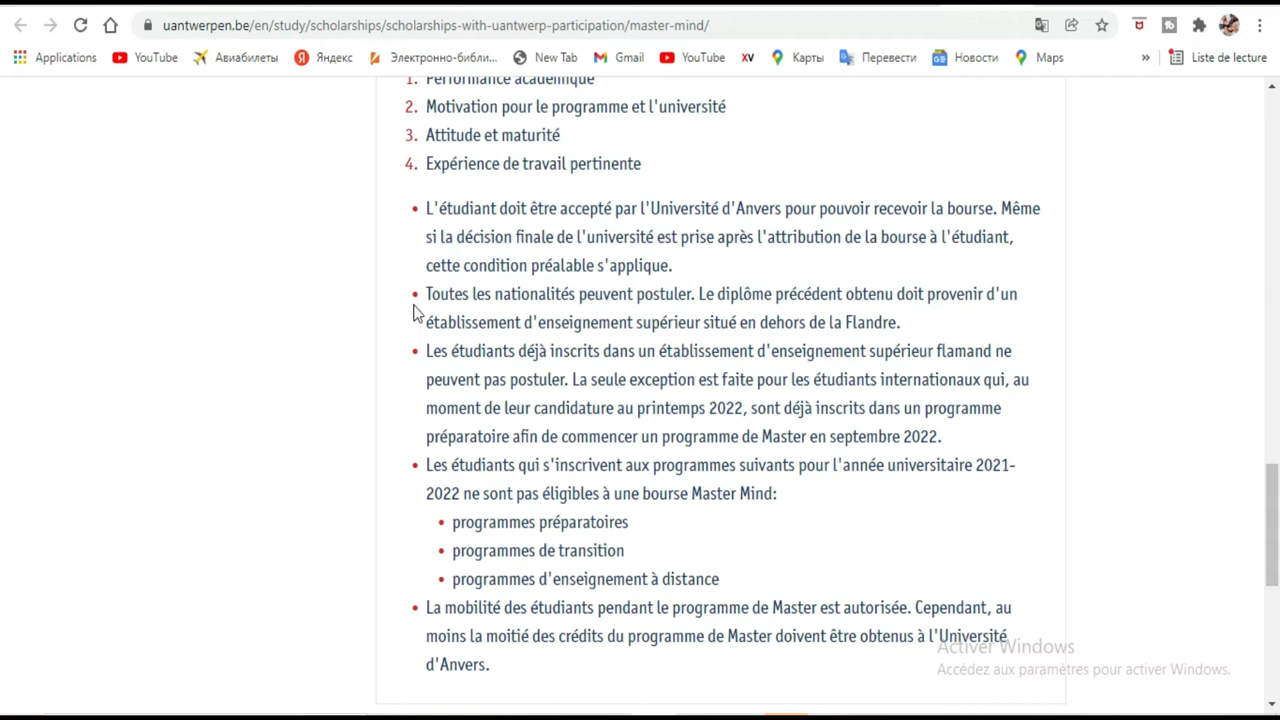 uantwerpen.be/en/study/scholarships/scholarships-with-uantwerp-participation/master-mind/
Applications YouTube Авиабилеты Яндекс Электронно-библи... New Tab Gmail YouTube XV Карты Перевести Новости Maps » Liste de lecture
1. Performance académique
2. Motivation pour le programme et l'université
3. Attitude et maturité
4. Expérience de travail pertinente
• L'étudiant doit être accepté par l'Université d'Anvers pour pouvoir recevoir la bourse. Même
si la décision finale de l'université est prise après l'attribution de la bourse à l'étudiant,
cette condition préalable s'applique.
• Toutes les nationalités peuvent postuler. Le diplôme précédent obtenu doit provenir d'un
établissement d'enseignement supérieur situé en dehors de la Flandre.
• Les étudiants déjà inscrits dans un établissement d'enseignement supérieur flamand ne
peuvent pas postuler. La seule exception est faite pour les étudiants internationaux qui, au
moment de leur candidature au printemps 2022, sont déjà inscrits dans un programme
préparatoire afin de commencer un programme de Master en septembre 2022.
• Les étudiants qui s'inscrivent aux programmes suivants pour l'année universitaire 2021-
2022 ne sont pas éligibles à une bourse Master Mind:
• programmes préparatoires
• programmes de transition
• programmes d'enseignement à distance
• La mobilité des étudiants pendant le programme de Master est autorisée. Cependant, au
moins la moitié des crédits du programme de Master doivent être obtenus à l'Université
d'Anvers.
Activer Windows
Accédez aux paramètres pour activer Windows.